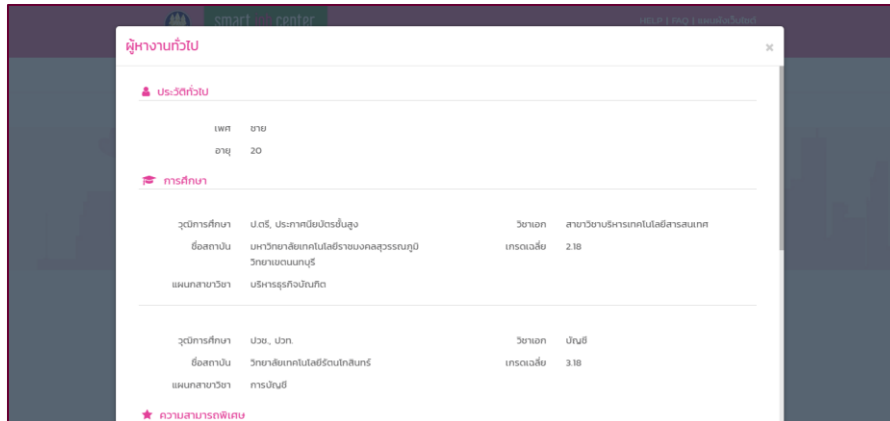 smart center
HELP | FAQ | แผนผังเว็บไซต์
ผู้หางานทั่วไป
×
ประวัติทั่วไป
เพศ ชาย
อายุ 20
การศึกษา
วุฒิการศึกษา ป.ตรี, ประกาศนียบัตรชั้นสูง วิชาเอก สาขาวิชาบริหารเทคโนโลยีสารสนเทศ
ชื่อสถาบัน มหาวิทยาลัยเทคโนโลยีราชมงคลสุวรรณภูมิ เกรดเฉลี่ย 2.18
วิทยาเขตนนทบุรี
แผนกสาขาวิชา บริหารธุรกิจบัณฑิต
วุฒิการศึกษา ปวช., ปวท. วิชาเอก บัญชี
ชื่อสถาบัน วิทยาลัยเทคโนโลยีรัตนโกสินทร์ เกรดเฉลี่ย 3.18
แผนกสาขาวิชา การบัญชี
ความสามารถพิเศษ